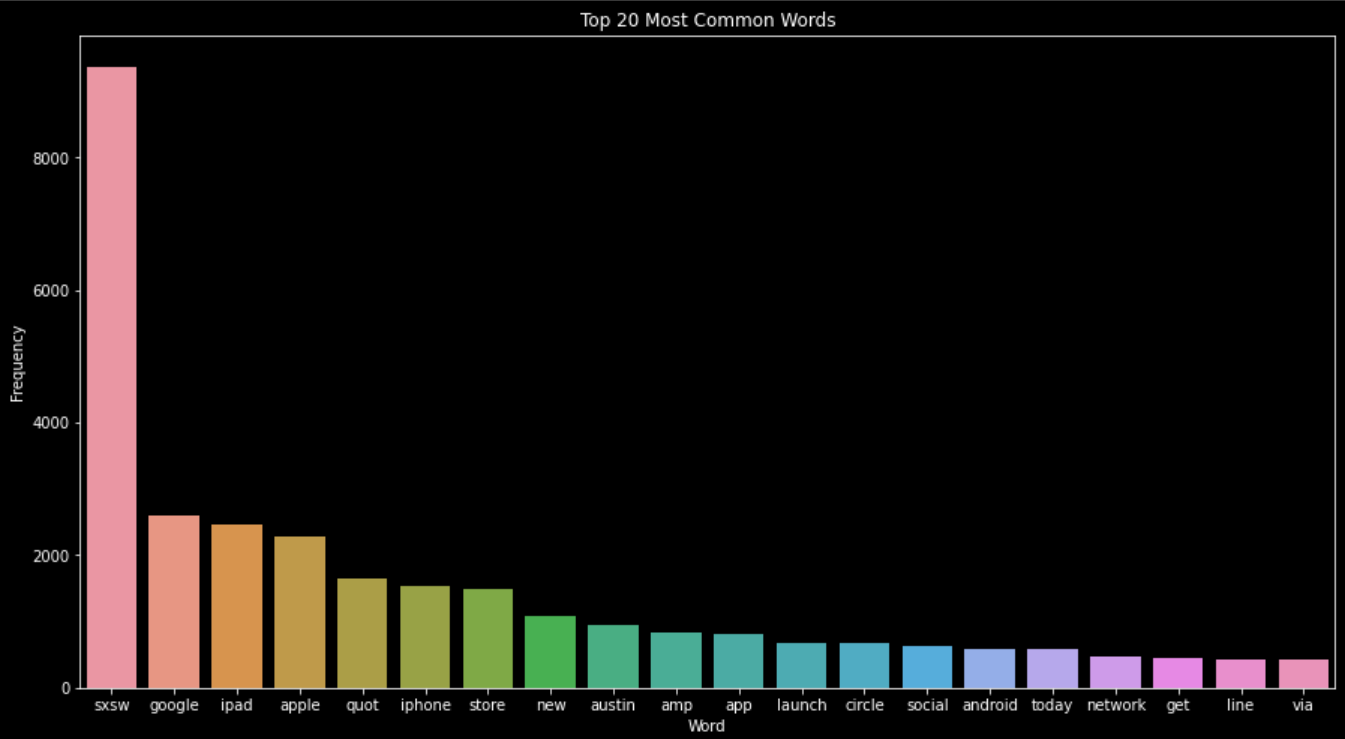 Top 20 Most Common Words
Frequency
8000
6000
4000
2000
0
sxsw google ipad apple quot iphone store new austin amp app launch circle social android today network get line via
Word